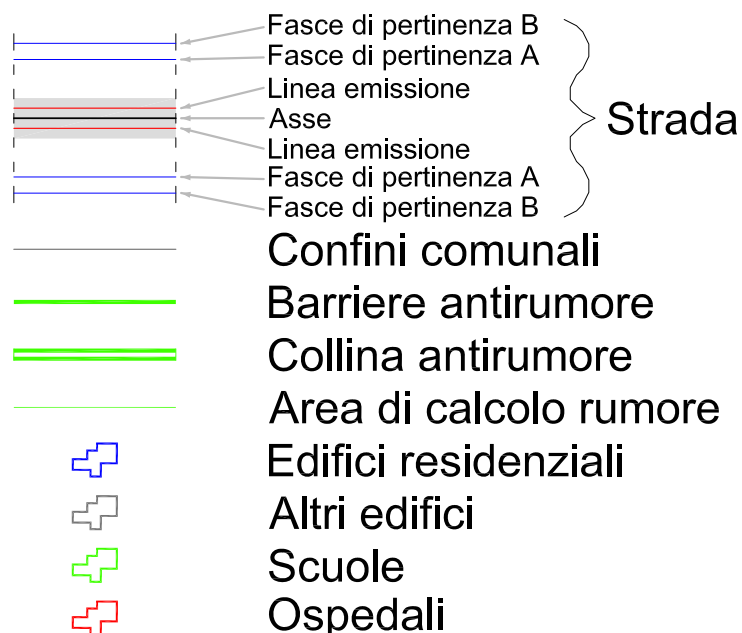 Fasce di pertinenza B
Fasce di pertinenza A
Linea emissione
Asse
Linea emissione
Fasce di pertinenza A
Fasce di pertinenza B
Strada
Confini comunali
Barriere antirumore
Collina antirumore
Area di calcolo rumore
Edifici residenziali
Altri edifici
Scuole
Ospedali